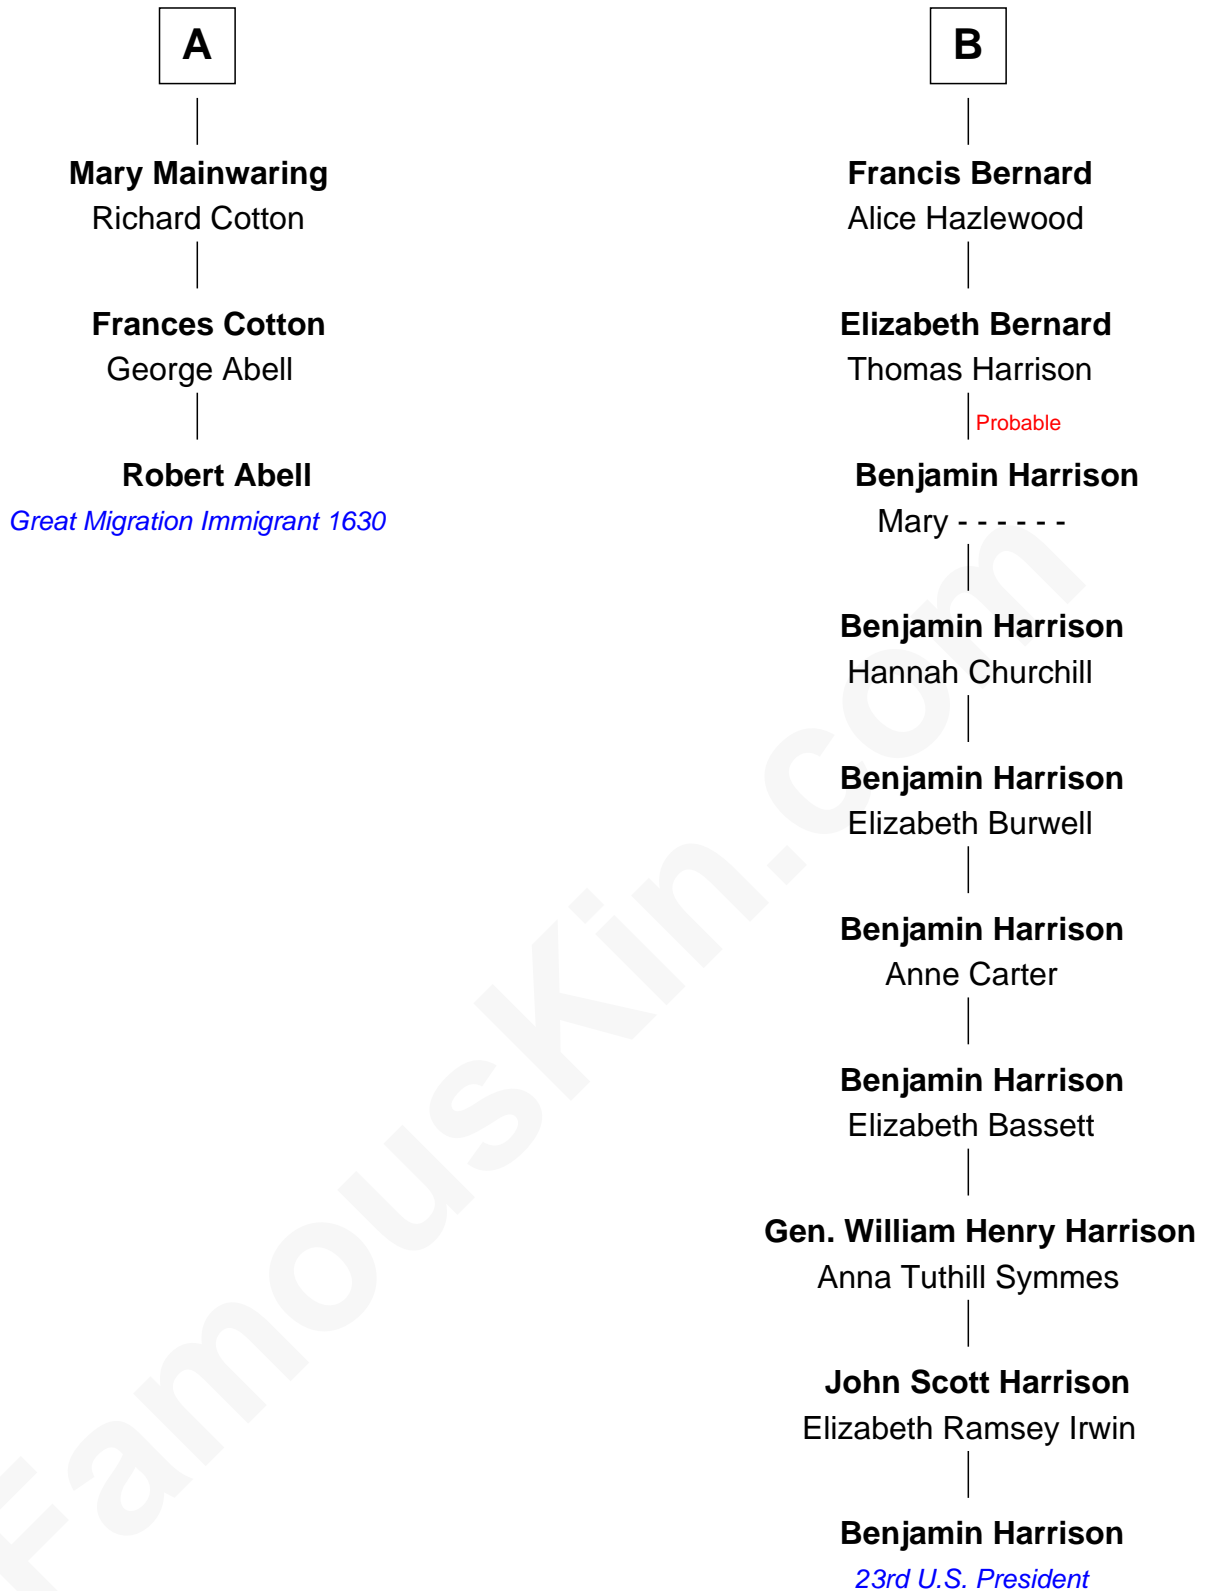 A
Mary Mainwaring
Richard Cotton
Frances Cotton
George Abell
Robert Abell
Great Migration Immigrant 1630
B
Francis Bernard
Alice Hazlewood
Elizabeth Bernard
Thomas Harrison
Probable
Benjamin Harrison
Mary - - - - - -
Benjamin Harrison
Hannah Churchill
Benjamin Harrison
Elizabeth Burwell
Benjamin Harrison
Anne Carter
Benjamin Harrison
Elizabeth Bassett
Gen. William Henry Harrison
Anna Tuthill Symmes
John Scott Harrison
Elizabeth Ramsey Irwin
Benjamin Harrison
23rd U.S. President
FamousKin.com